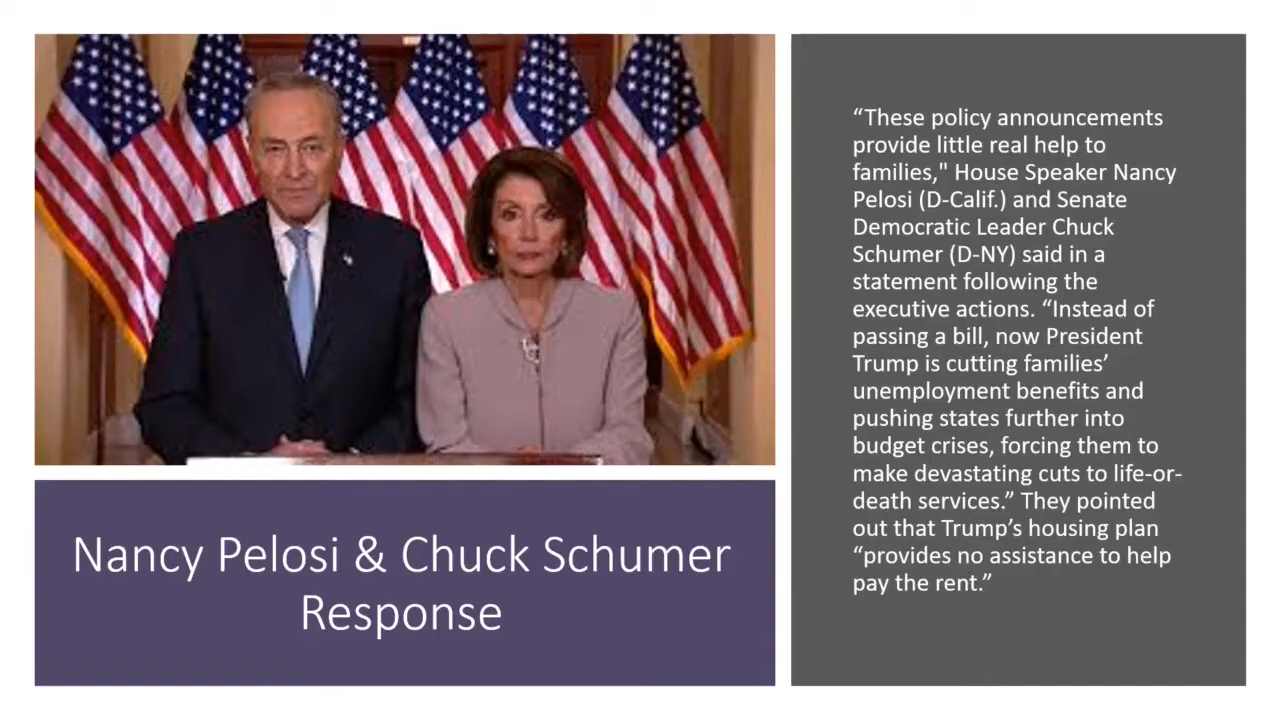 Nancy Pelosi & Chuck Schumer
Response
“These policy announcements
provide little real help to
families," House Speaker Nancy
Pelosi (D-Calif.) and Senate
Democratic Leader Chuck
Schumer (D-NY) said in a
statement following the
executive actions. “Instead of
passing a bill, now President
Trump is cutting families’
unemployment benefits and
pushing states further into
budget crises, forcing them to
make devastating cuts to life-or-
death services.” They pointed
out that Trump’s housing plan
“provides no assistance to help
pay the rent.”